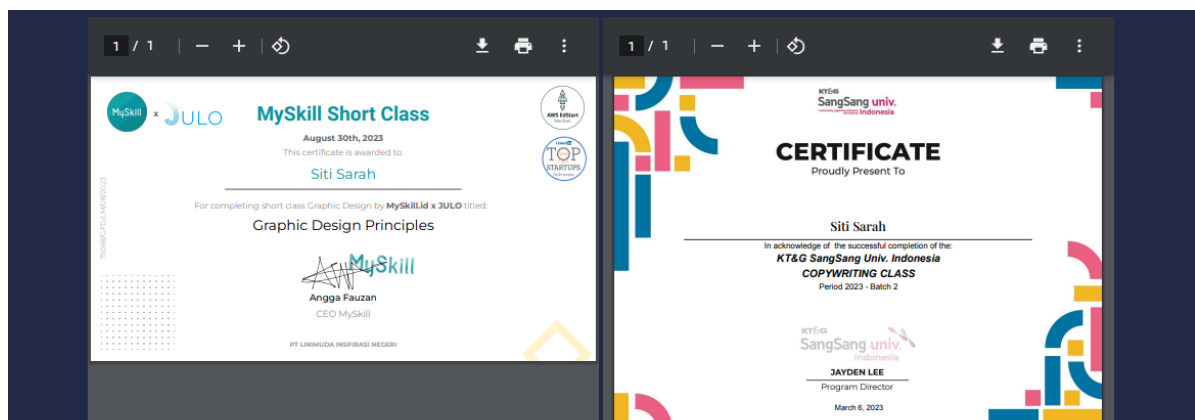 1 / 1
MySkill x JULO
MySkill Short Class
August 30th, 2023
This certificate is awarded to:
Siti Sarah
For completing short class Graphic Design by MySkill.id x JULO titled:
Graphic Design Principles
MySkill
Angga Fauzan
CEO MySkill
PT LINIMUDA INSPIRASI NEGERI
AWS EdStart
Member
LinkedIn
TOP
STARTUPS
Indonesia
1 / 1
KT&G
SangSang univ.
Indonesia
CERTIFICATE
Proudly Present To
Siti Sarah
In acknowledge of the successful completion of the:
KT&G SangSang Univ. Indonesia
COPYWRITING CLASS
Period 2023 - Batch 2
KT&G
SangSang univ.
Indonesia
JAYDEN LEE
Program Director
March 6, 2023